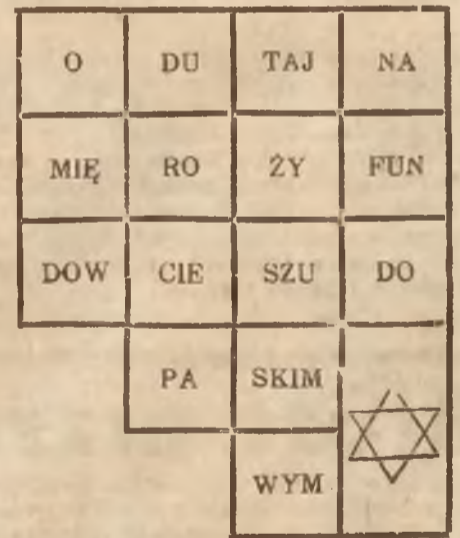 O DU TAJ NA
MIĘ RO ŻY FUN
DOW CIE SZU DO
PA SKIM
WYM